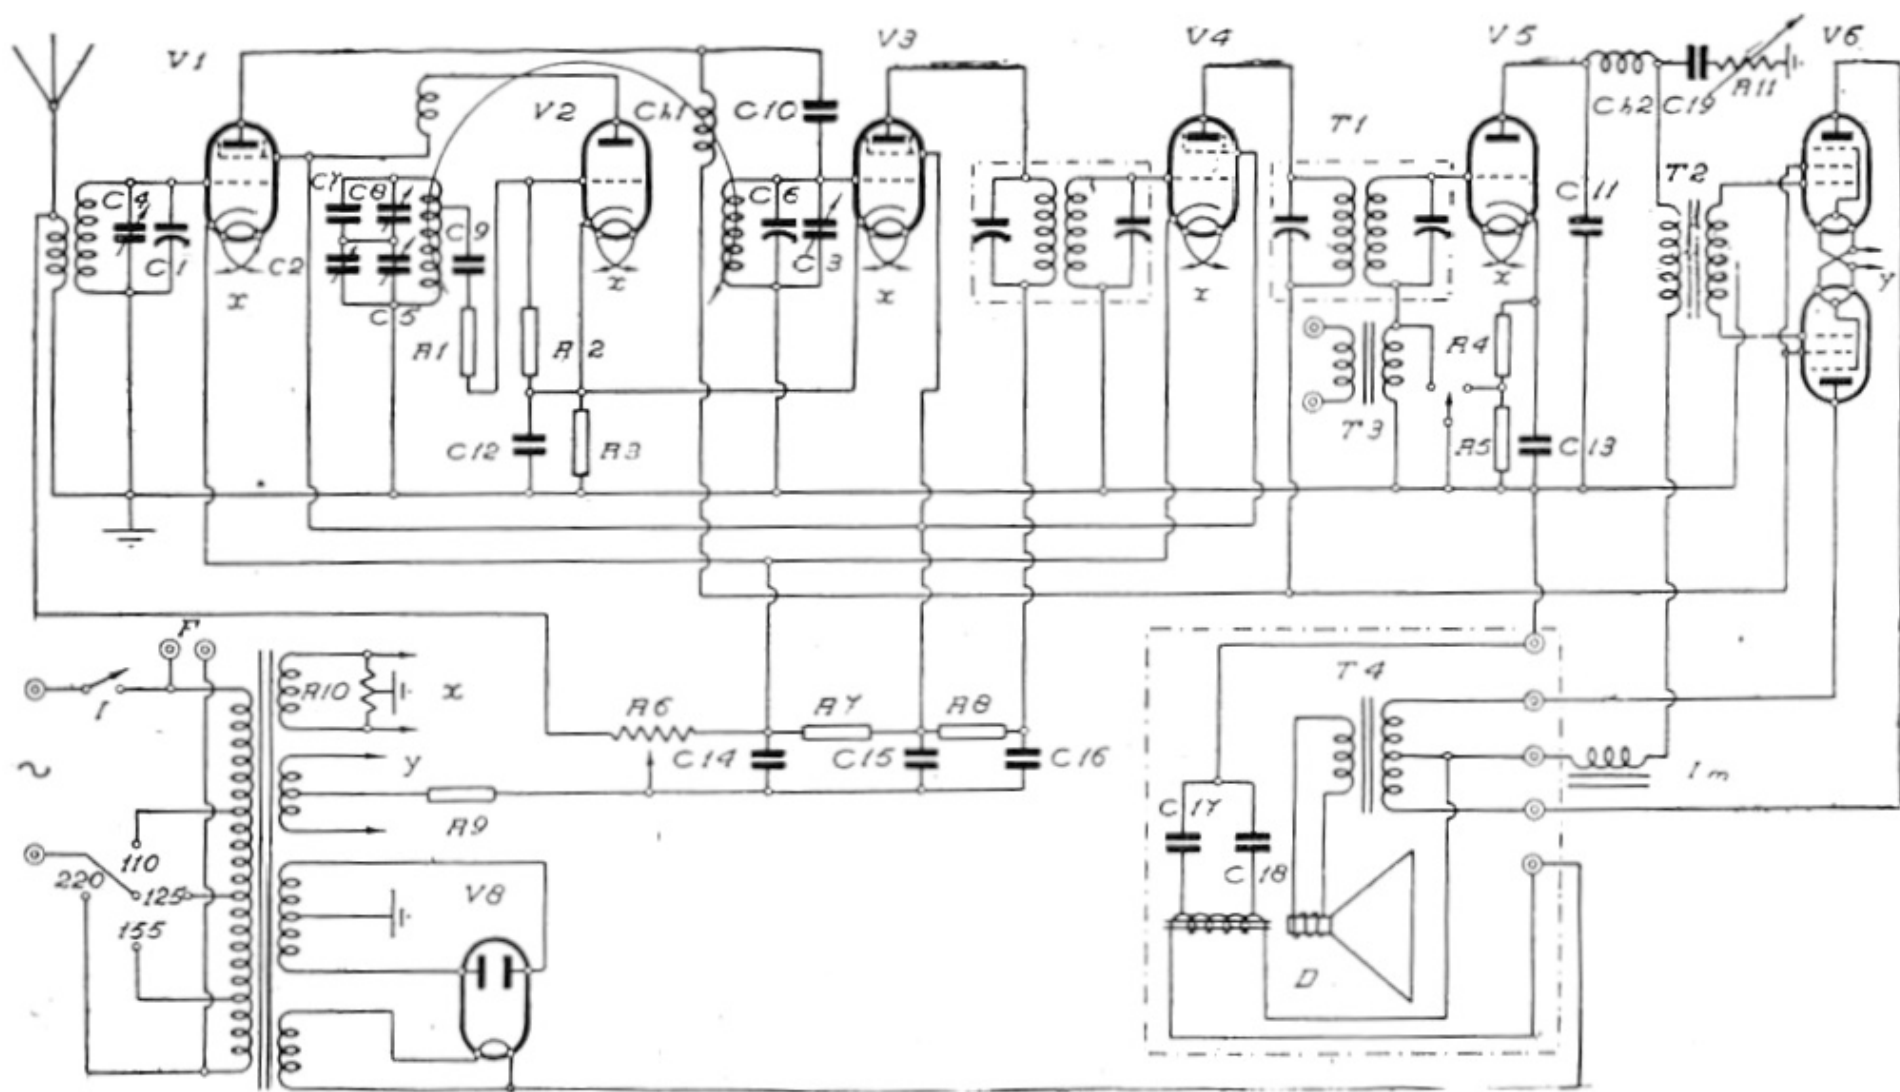 V1
V2
V3
V4
V5
V6
Ch1
C10
T1
Ch2
C19
R11
C4
C1
C7
C8
C9
C6
C3
C11
T2
C2
C5
x
x
x
x
x
y
R1
R2
R4
T3
C12
R3
R5
C13
F
I
R10
x
R6
R7
R8
T4
~
y
C14
C15
C16
Im
R9
C17
110
220
125
155
V8
C18
D